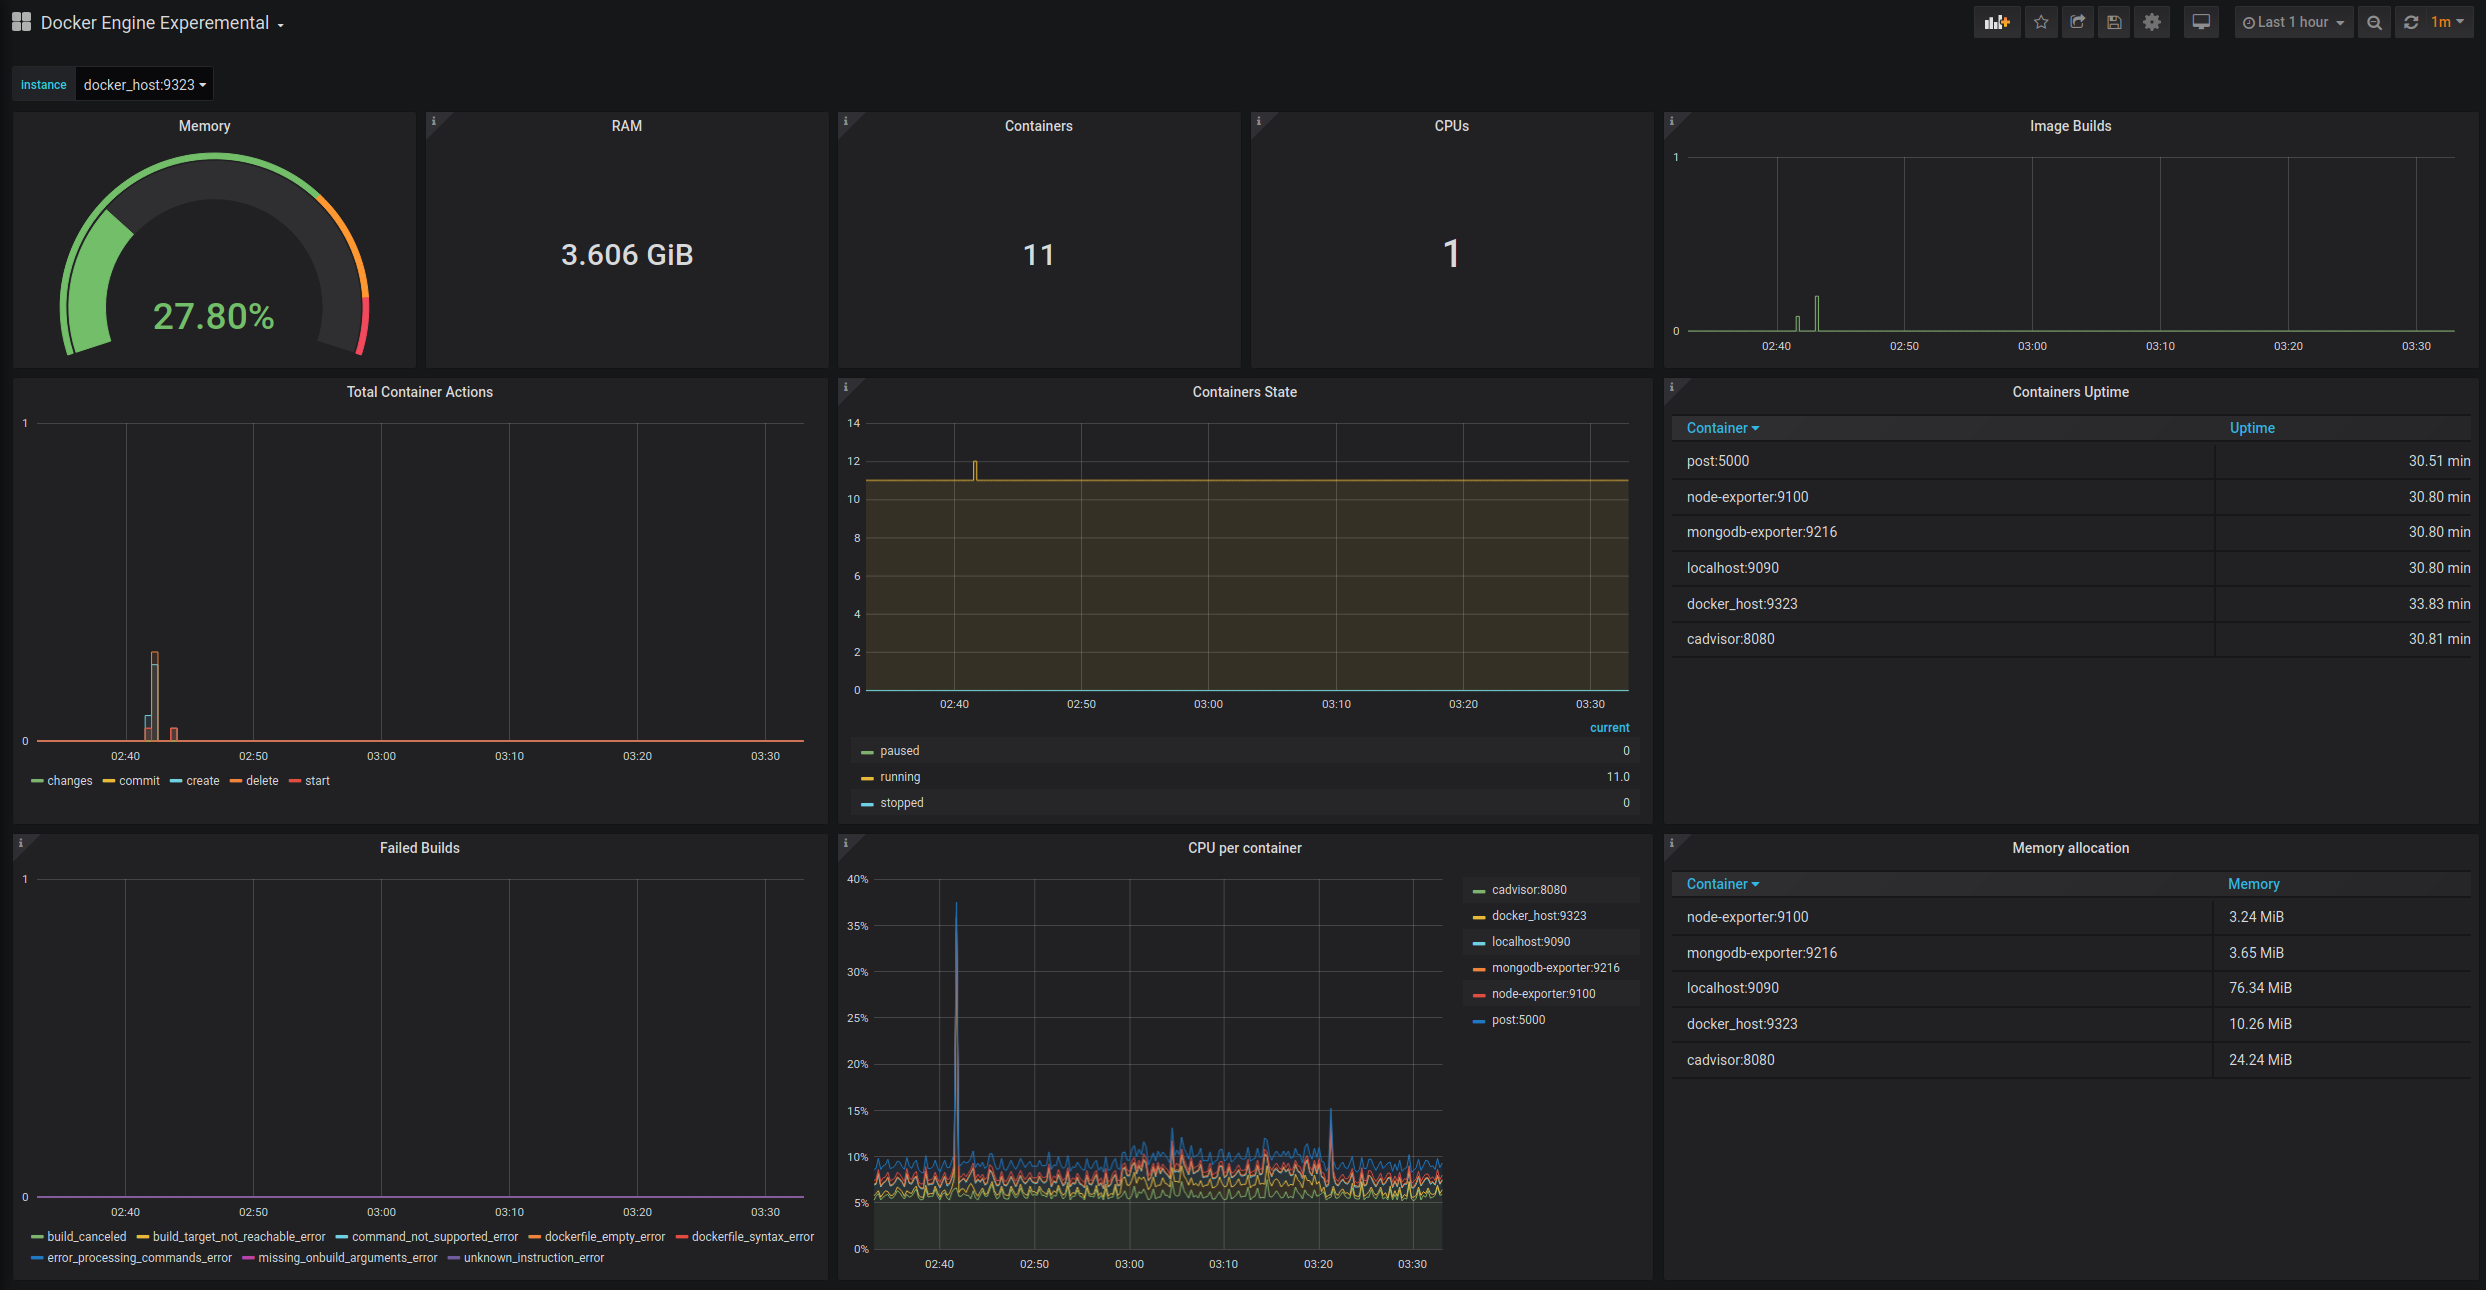 Docker Engine Experemental
Last 1 hour
1m
instance docker_host:9323
Memory
27.80%
RAM
3.606 GiB
Containers
11
CPUs
1
Image Builds
1
0
02:40 02:50 03:00 03:10 03:20 03:30
Total Container Actions
1
0
02:40 02:50 03:00 03:10 03:20 03:30
changes commit create delete start
Containers State
14
12
10
8
6
4
2
0
02:40 02:50 03:00 03:10 03:20 03:30
current
paused 0
running 11.0
stopped 0
Containers Uptime
Container Uptime
post:5000 30.51 min
node-exporter:9100 30.80 min
mongodb-exporter:9216 30.80 min
localhost:9090 30.80 min
docker_host:9323 33.83 min
cadvisor:8080 30.81 min
Failed Builds
1
0
02:40 02:50 03:00 03:10 03:20 03:30
build_canceled build_target_not_reachable_error command_not_supported_error dockerfile_empty_error dockerfile_syntax_error
error_processing_commands_error missing_onbuild_arguments_error unknown_instruction_error
CPU per container
40%
35%
30%
25%
20%
15%
10%
5%
0%
02:40 02:50 03:00 03:10 03:20 03:30
cadvisor:8080
docker_host:9323
localhost:9090
mongodb-exporter:9216
node-exporter:9100
post:5000
Memory allocation
Container Memory
node-exporter:9100 3.24 MiB
mongodb-exporter:9216 3.65 MiB
localhost:9090 76.34 MiB
docker_host:9323 10.26 MiB
cadvisor:8080 24.24 MiB